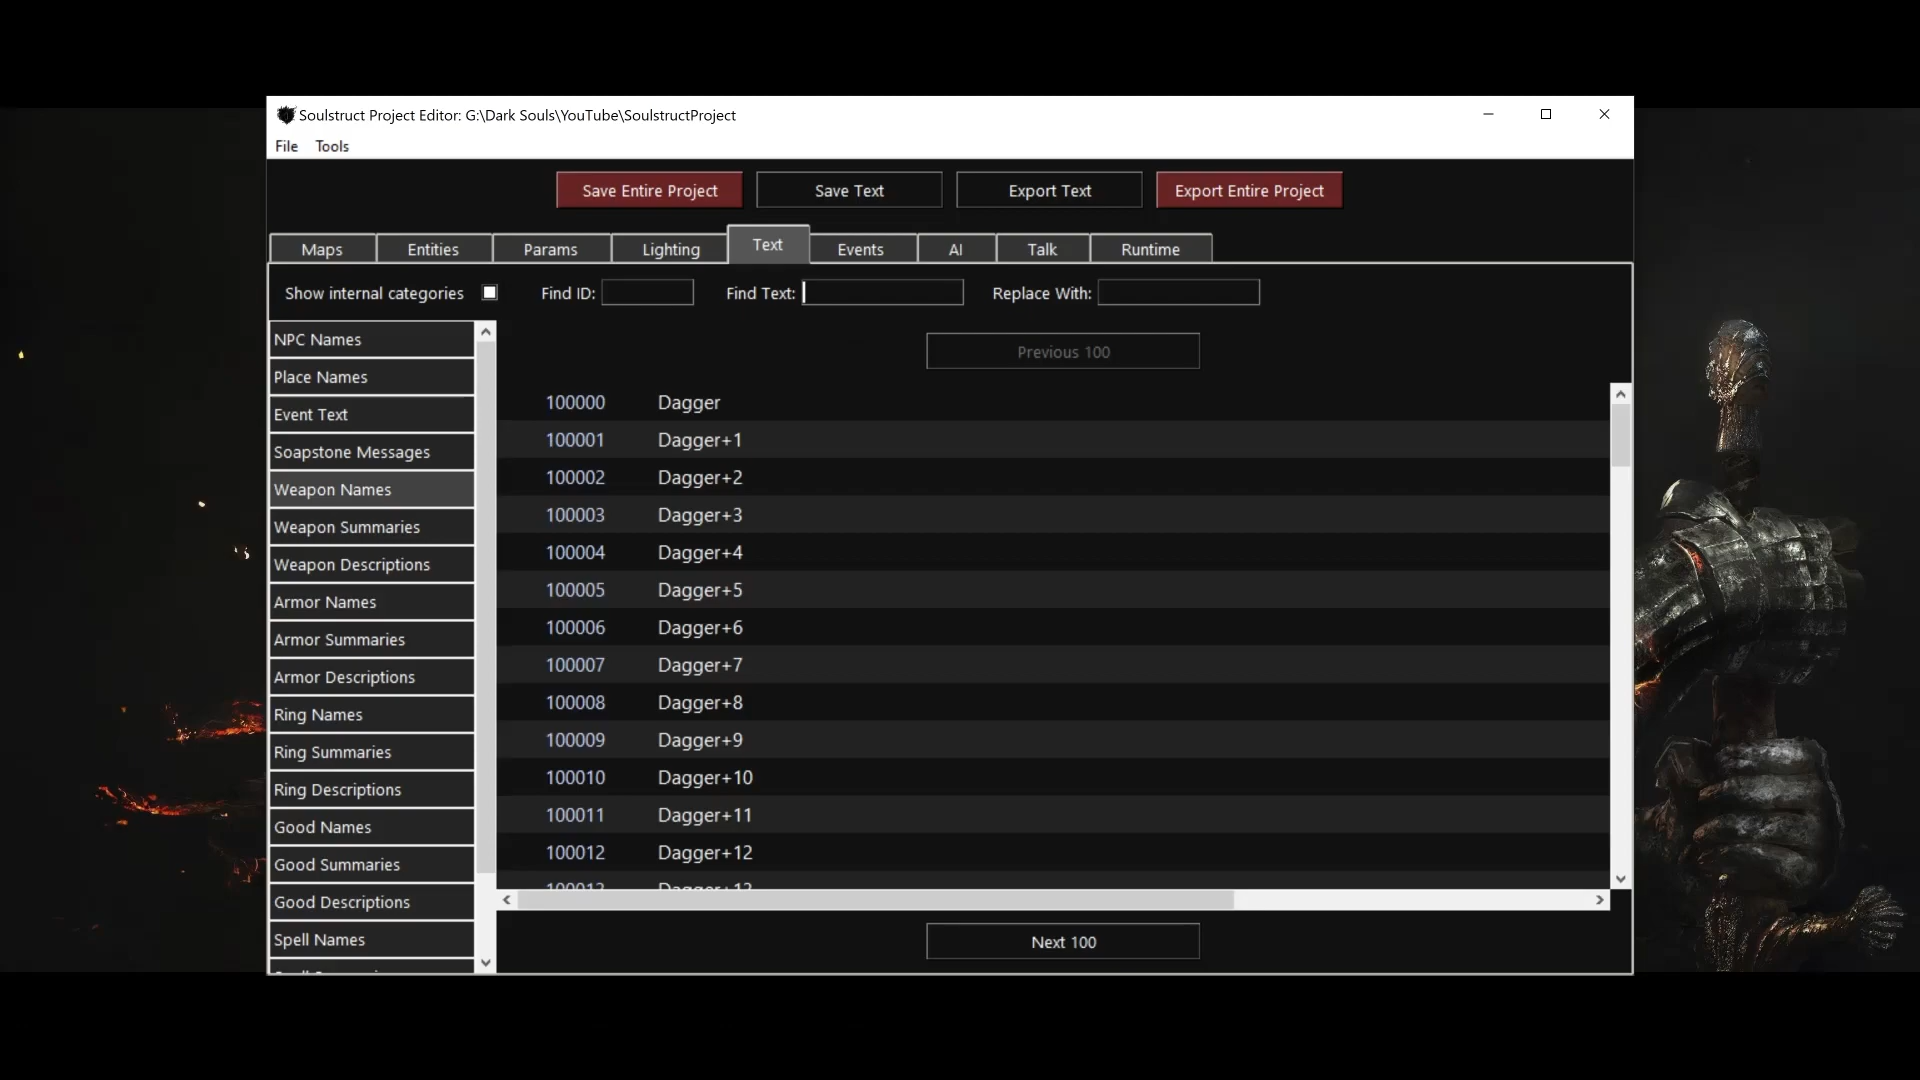 Soulstruct Project Editor: G:\Dark Souls\YouTube\SoulstructProject
File Tools
Save Entire Project Save Text Export Text Export Entire Project
Maps Entities Params Lighting Text Events AI Talk Runtime
Show internal categories Find ID: Find Text: Replace With:
NPC Names
Place Names
Event Text
Soapstone Messages
Weapon Names
Weapon Summaries
Weapon Descriptions
Armor Names
Armor Summaries
Armor Descriptions
Ring Names
Ring Summaries
Ring Descriptions
Good Names
Good Summaries
Good Descriptions
Spell Names
Previous 100
100000 Dagger
100001 Dagger+1
100002 Dagger+2
100003 Dagger+3
100004 Dagger+4
100005 Dagger+5
100006 Dagger+6
100007 Dagger+7
100008 Dagger+8
100009 Dagger+9
100010 Dagger+10
100011 Dagger+11
100012 Dagger+12
100013 Dagger+13
Next 100